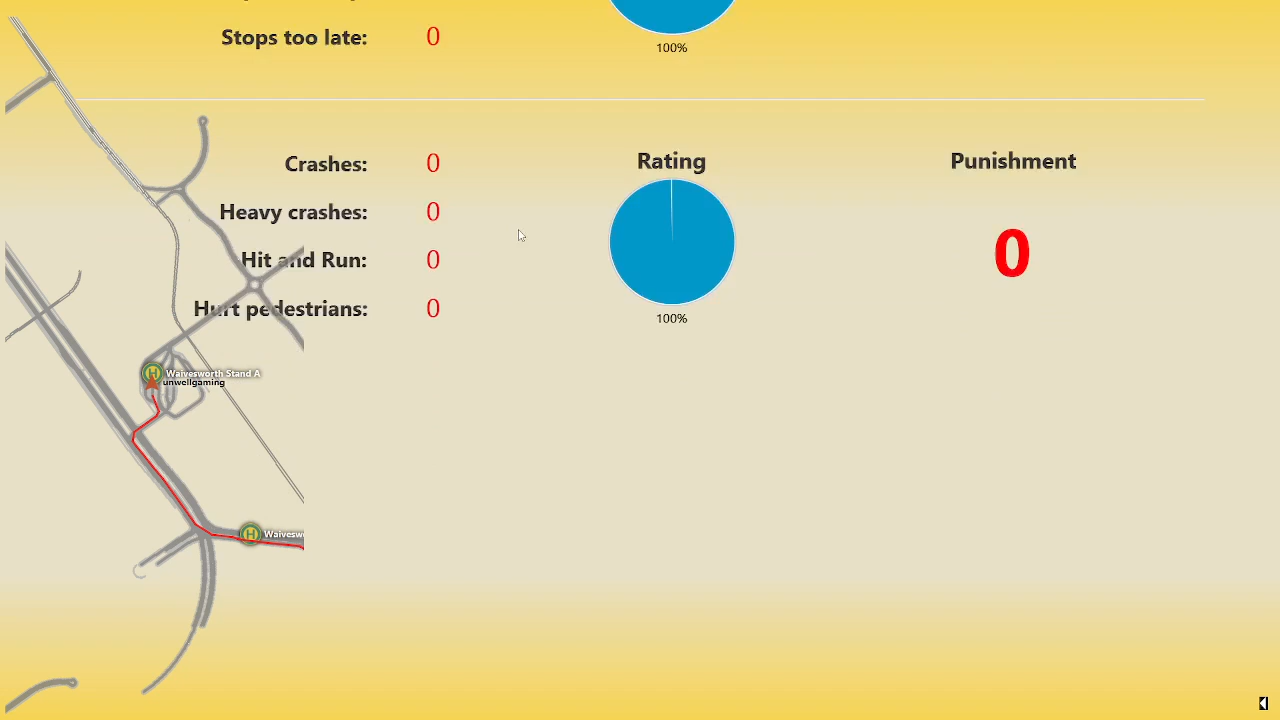 Stops too late: 0
100%
Crashes: 0
Rating
Punishment
Heavy crashes: 0
0
Hit and Run: 0
Hurt pedestrians: 0
100%
H Waivesworth Stand A
unwellgaming
H